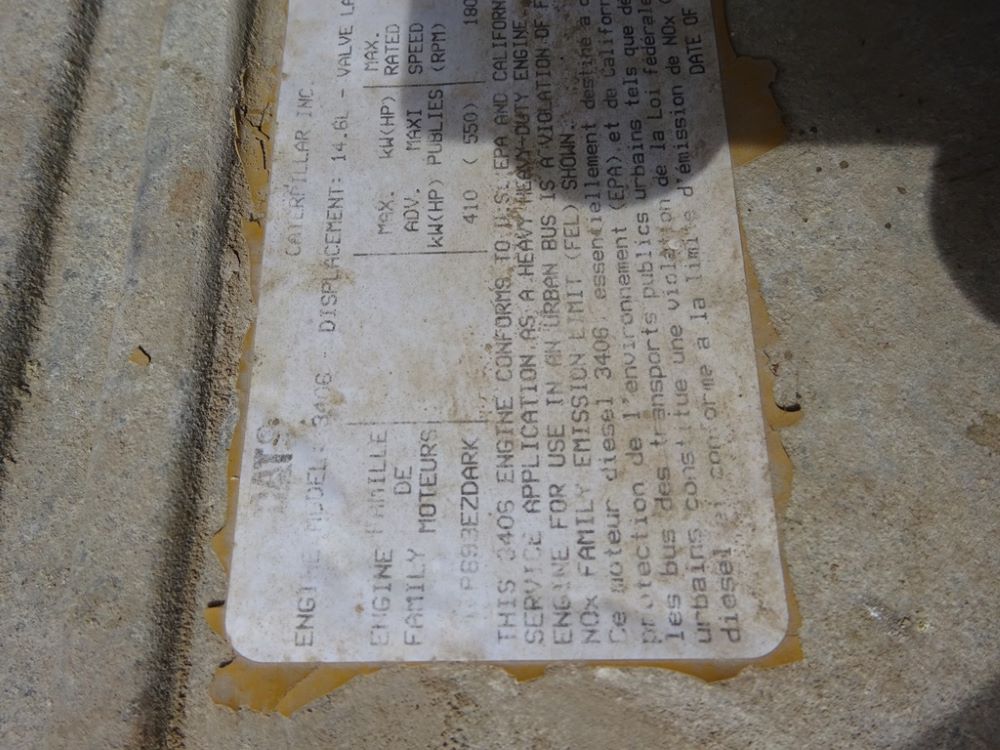 CATERPILLAR INC
ENGINE MODEL: 3406 DISPLACEMENT: 14.6L - VALVE LA
ENGINE FAMILLE MAX. MAX.
FAMILY DE ADV. kW(HP) RATED
MOTEURS kW(HP) PUBLIES MAXI SPEED (RPM)
EZDARK 410 ( 550) 180
THIS 3406 ENGINE CONFORMS TO U.S. EPA AND CALIFORN
SERVICE APPLICATION AS A HEAVY HEAVY-DUTY ENGINE
ENGINE FOR USE IN AN URBAN BUS IS A VIOLATION OF F
NOx FAMILY EMISSION LIMIT (FEL) SHOWN.
Ce moteur diesel 3406, essentiellement destine a
protection de l'environnement (EPA) et de Californ
les bus des transports publics urbains tels que de
urbains constitue une violation de la Loi fédérale
diesel conforme a la limite d'émission de NOx (
DATE OF